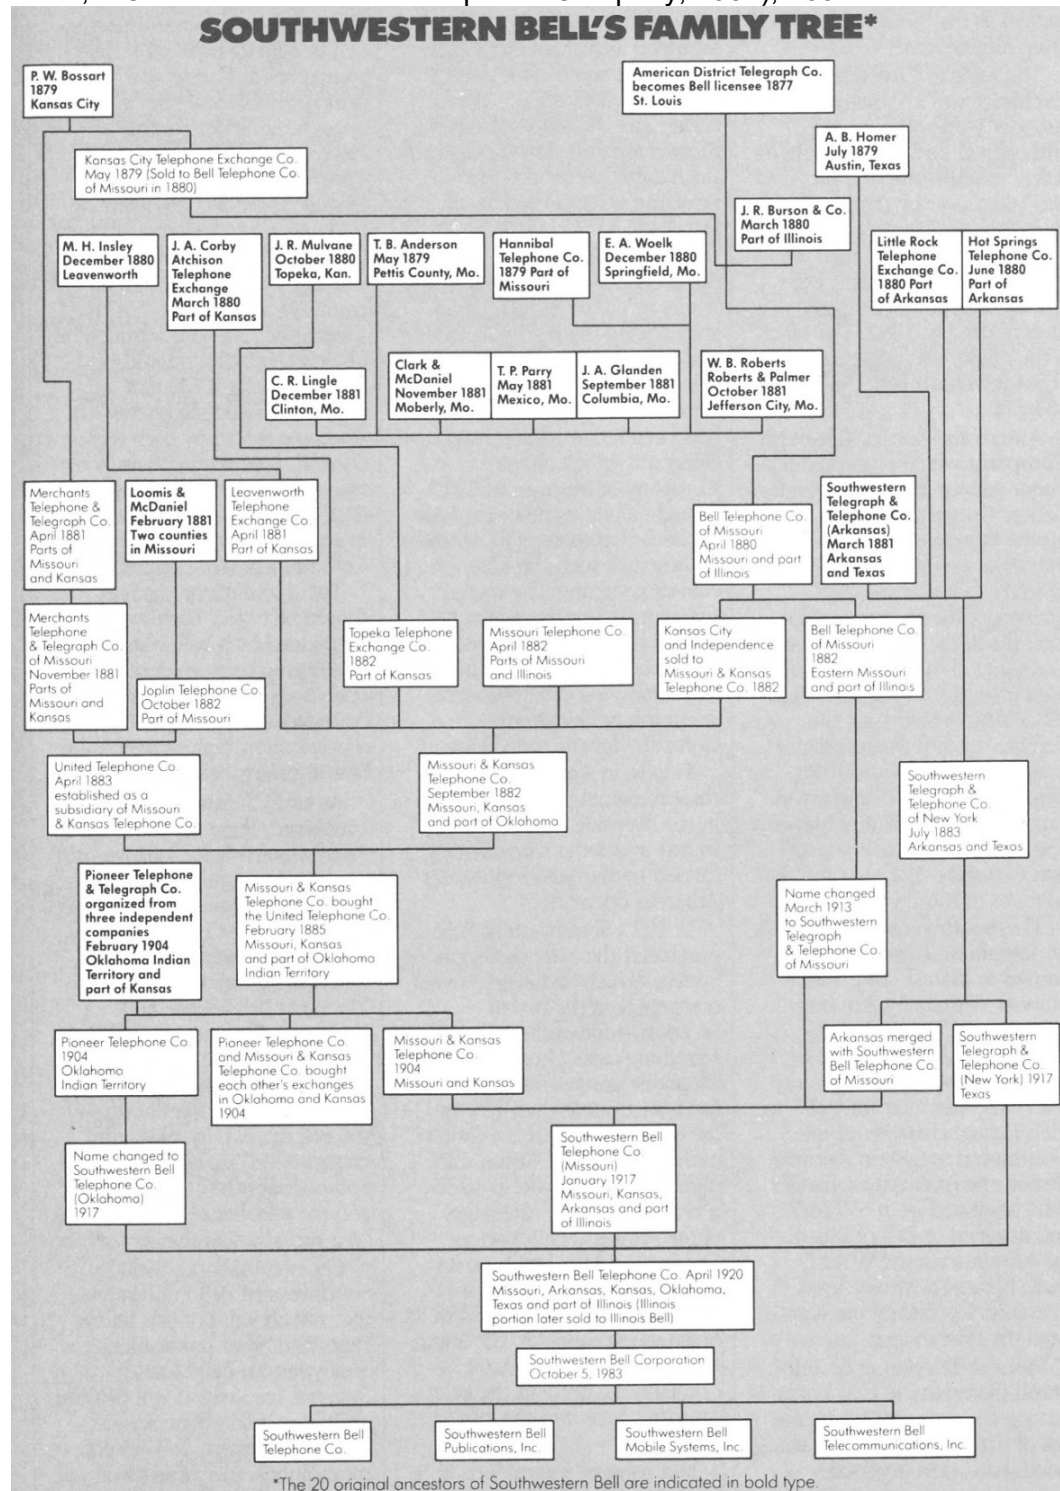 SOUTHWESTERN BELL'S FAMILY TREE*
P. W. Bossart
1879
Kansas City
American District Telegraph Co.
becomes Bell licensee 1877
St. Louis
A. B. Homer
July 1879
Austin, Texas
Kansas City Telephone Exchange Co.
May 1879 (Sold to Bell Telephone Co.
of Missouri in 1880)
J. R. Burson & Co.
March 1880
Part of Illinois
M. H. Insley
December 1880
Leavenworth
J. A. Corby
Atchison
Telephone
Exchange
March 1880
Part of Kansas
J. R. Mulvane
October 1880
Topeka, Kan.
T. B. Anderson
May 1879
Pettis County, Mo.
Hannibal
Telephone Co.
1879 Part of
Missouri
E. A. Woelk
December 1880
Springfield, Mo.
Little Rock
Telephone
Exchange Co.
1880 Part
of Arkansas
Hot Springs
Telephone Co.
June 1880
Part of
Arkansas
C. R. Lingle
December 1881
Clinton, Mo.
Clark &
McDaniel
November 1881
Moberly, Mo.
T. P. Parry
May 1881
Mexico, Mo.
J. A. Glanden
September 1881
Columbia, Mo.
W. B. Roberts
Roberts & Palmer
October 1881
Jefferson City, Mo.
Merchants
Telephone &
Telegraph Co.
April 1881
Parts of
Missouri
and Kansas
Loomis &
McDaniel
February 1881
Two counties
in Missouri
Leavenworth
Telephone
Exchange Co.
April 1881
Part of Kansas
Bell Telephone Co.
of Missouri
April 1880
Missouri and part
of Illinois
Southwestern
Telegraph &
Telephone Co.
(Arkansas)
March 1881
Arkansas
and Texas
Merchants
Telephone
& Telegraph Co.
of Missouri
November 1881
Parts of
Missouri and
Kansas
Joplin Telephone Co.
October 1882
Part of Missouri
Topeka Telephone
Exchange Co.
1882
Part of Kansas
Missouri Telephone Co.
April 1882
Parts of Missouri
and Illinois
Kansas City
and Independence
sold to
Missouri & Kansas
Telephone Co. 1882
Bell Telephone Co.
of Missouri
1882
Eastern Missouri
and part of Illinois
United Telephone Co.
April 1883
established as a
subsidiary of Missouri
& Kansas Telephone Co.
Missouri & Kansas
Telephone Co.
September 1882
Missouri, Kansas
and part of Oklahoma
Southwestern
Telegraph &
Telephone Co.
of New York
July 1883
Arkansas and Texas
Pioneer Telephone
& Telegraph Co.
organized from
three independent
companies
February 1904
Oklahoma Indian
Territory and
part of Kansas
Missouri & Kansas
Telephone Co. bought
the United Telephone Co.
February 1885
Missouri, Kansas
and part of Oklahoma
Indian Territory
Name changed
March 1913
to Southwestern
Telegraph
& Telephone Co.
of Missouri
Pioneer Telephone Co.
1904
Oklahoma
Indian Territory
Pioneer Telephone Co.
and Missouri & Kansas
Telephone Co. bought
each other's exchanges
in Oklahoma and Kansas
1904
Missouri & Kansas
Telephone Co.
1904
Missouri and Kansas
Arkansas merged
with Southwestern
Bell Telephone Co.
of Missouri
Southwestern
Telegraph &
Telephone Co.
(New York) 1917
Texas
Name changed to
Southwestern Bell
Telephone Co.
(Oklahoma)
1917
Southwestern Bell
Telephone Co.
(Missouri)
January 1917
Missouri, Kansas,
Arkansas and part
of Illinois
Southwestern Bell Telephone Co. April 1920
Missouri, Arkansas, Kansas, Oklahoma,
Texas and part of Illinois (Illinois
portion later sold to Illinois Bell)
Southwestern Bell Corporation
October 5, 1983
Southwestern Bell
Telephone Co.
Southwestern Bell
Publications, Inc.
Southwestern Bell
Mobile Systems, Inc.
Southwestern Bell
Telecommunications, Inc.
*The 20 original ancestors of Southwestern Bell are indicated in bold type.